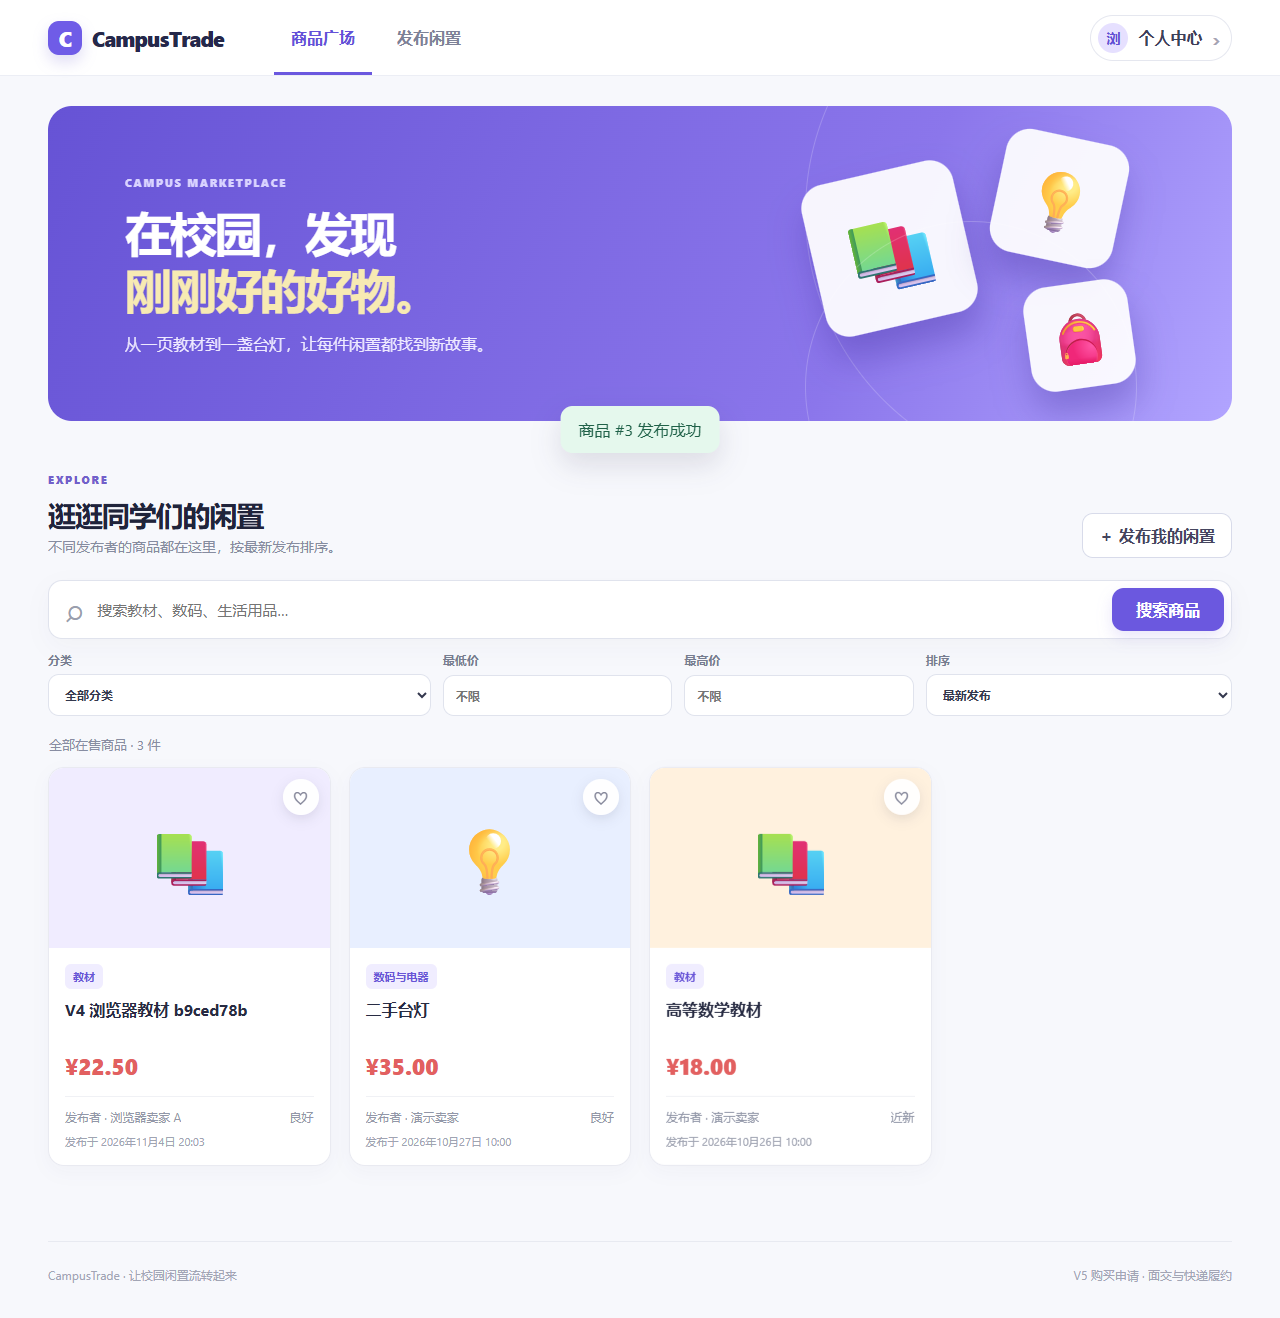 C CampusTrade
商品广场
发布闲置
浏 个人中心 ›
CAMPUS MARKETPLACE
在校园，发现
刚刚好的好物。
从一页教材到一盏台灯，让每件闲置都找到新故事。
商品 #3 发布成功
EXPLORE
逛逛同学们的闲置
不同发布者的商品都在这里，按最新发布排序。
+ 发布我的闲置
搜索教材、数码、生活用品...
搜索商品
分类
最低价
最高价
排序
全部分类
不限
不限
最新发布
全部在售商品 · 3 件
教材
V4 浏览器教材 b9ced78b
¥22.50
发布者 · 浏览器卖家 A
良好
发布于 2026年11月4日 20:03
数码与电器
二手台灯
¥35.00
发布者 · 演示卖家
良好
发布于 2026年10月27日 10:00
教材
高等数学教材
¥18.00
发布者 · 演示卖家
近新
发布于 2026年10月26日 10:00
CampusTrade · 让校园闲置流转起来
V5 购买申请 · 面交与快递履约